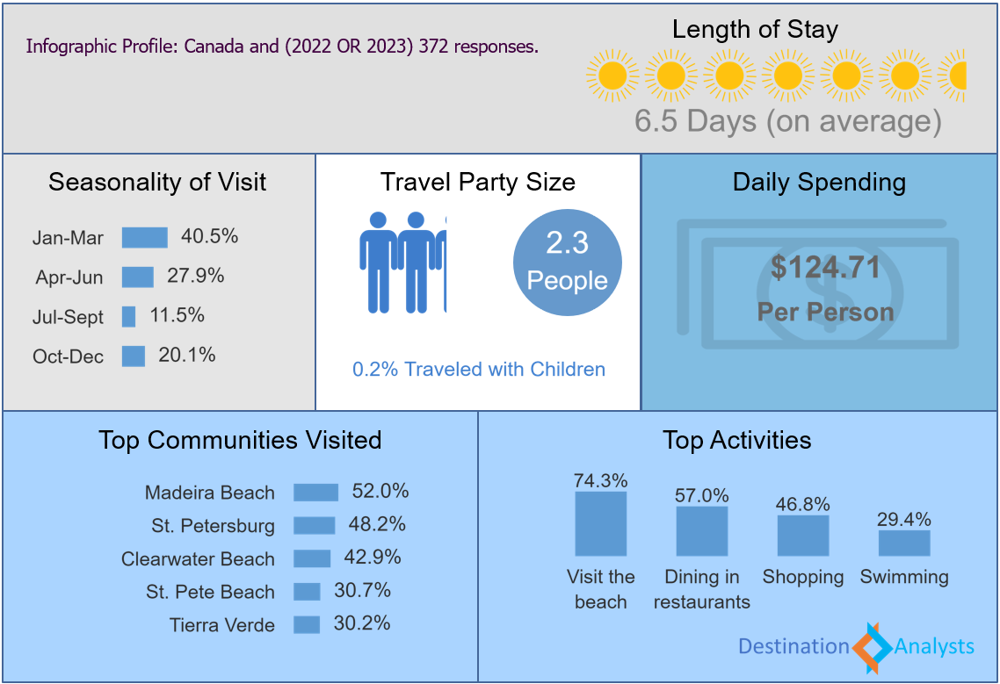 Infographic Profile: Canada and (2022 OR 2023) 372 responses.
Length of Stay
6.5 Days (on average)
Seasonality of Visit
Jan-Mar 40.5%
Apr-Jun 27.9%
Jul-Sept 11.5%
Oct-Dec 20.1%
Travel Party Size
2.3
People
0.2% Traveled with Children
Daily Spending
$124.71
Per Person
Top Communities Visited
Madeira Beach 52.0%
St. Petersburg 48.2%
Clearwater Beach 42.9%
St. Pete Beach 30.7%
Tierra Verde 30.2%
Top Activities
74.3% 57.0% 46.8% 29.4%
Visit the Dining in Shopping Swimming
beach restaurants
Destination Analysts